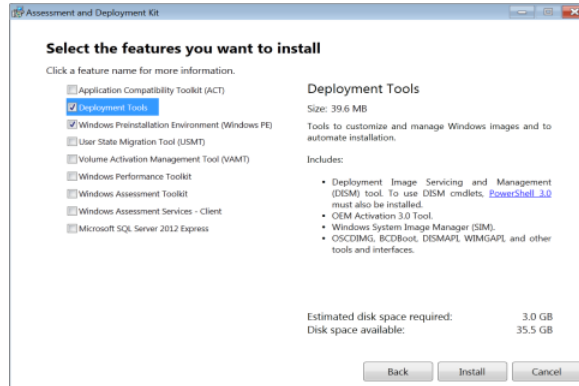 Assessment and Deployment Kit
Select the features you want to install
Click a feature name for more information.
Application Compatibility Toolkit (ACT)
Deployment Tools
Windows Preinstallation Environment (Windows PE)
User State Migration Tool (USMT)
Volume Activation Management Tool (VAMT)
Windows Performance Toolkit
Windows Assessment Toolkit
Windows Assessment Services - Client
Microsoft SQL Server 2012 Express
Deployment Tools
Size: 39.6 MB
Tools to customize and manage Windows images and to
automate installation.
Includes:
• Deployment Image Servicing and Management
(DISM) tool. To use DISM cmdlets, PowerShell 3.0
must also be installed.
• OEM Activation 3.0 Tool.
• Windows System Image Manager (SIM).
• OSCDIMG, BCDBoot, DISMAPI, WIMGAPI, and other
tools and interfaces.
Estimated disk space required: 3.0 GB
Disk space available: 35.5 GB
Back Install Cancel